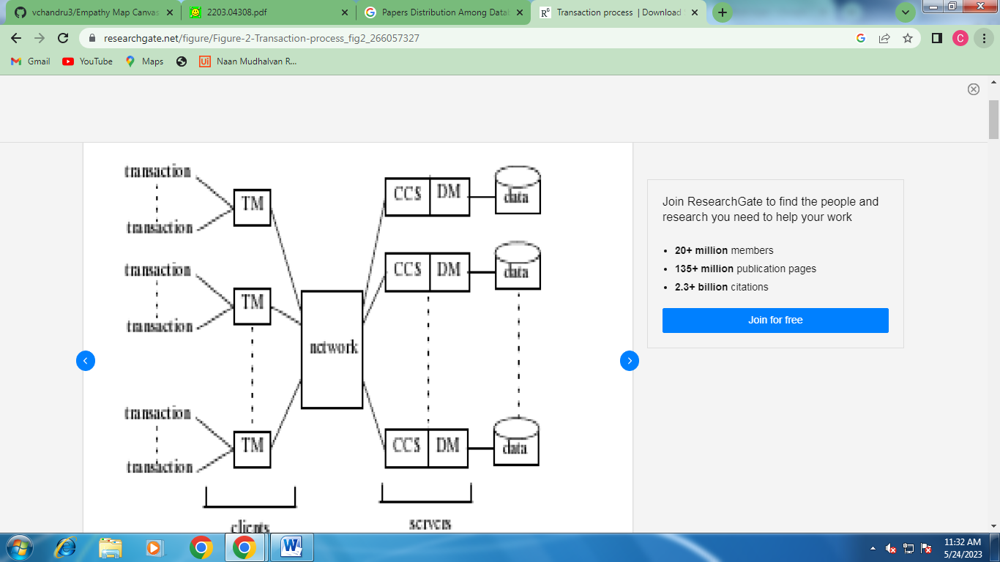 vchandru3/Empathy Map Canvas
2203.04308.pdf
Papers Distribution Among Datab
Transaction process | Download
researchgate.net/figure/Figure-2-Transaction-process_fig2_266057327
C
Gmail
YouTube
Maps
Ui
Naan Mudhalvan R...
transaction
transaction
TM
CCS
DM
data
transaction
transaction
TM
CCS
DM
data
network
transaction
transaction
TM
CCS
DM
data
clients
servers
Join ResearchGate to find the people and
research you need to help your work
20+ million members
135+ million publication pages
2.3+ billion citations
Join for free
11:32 AM
5/24/2023